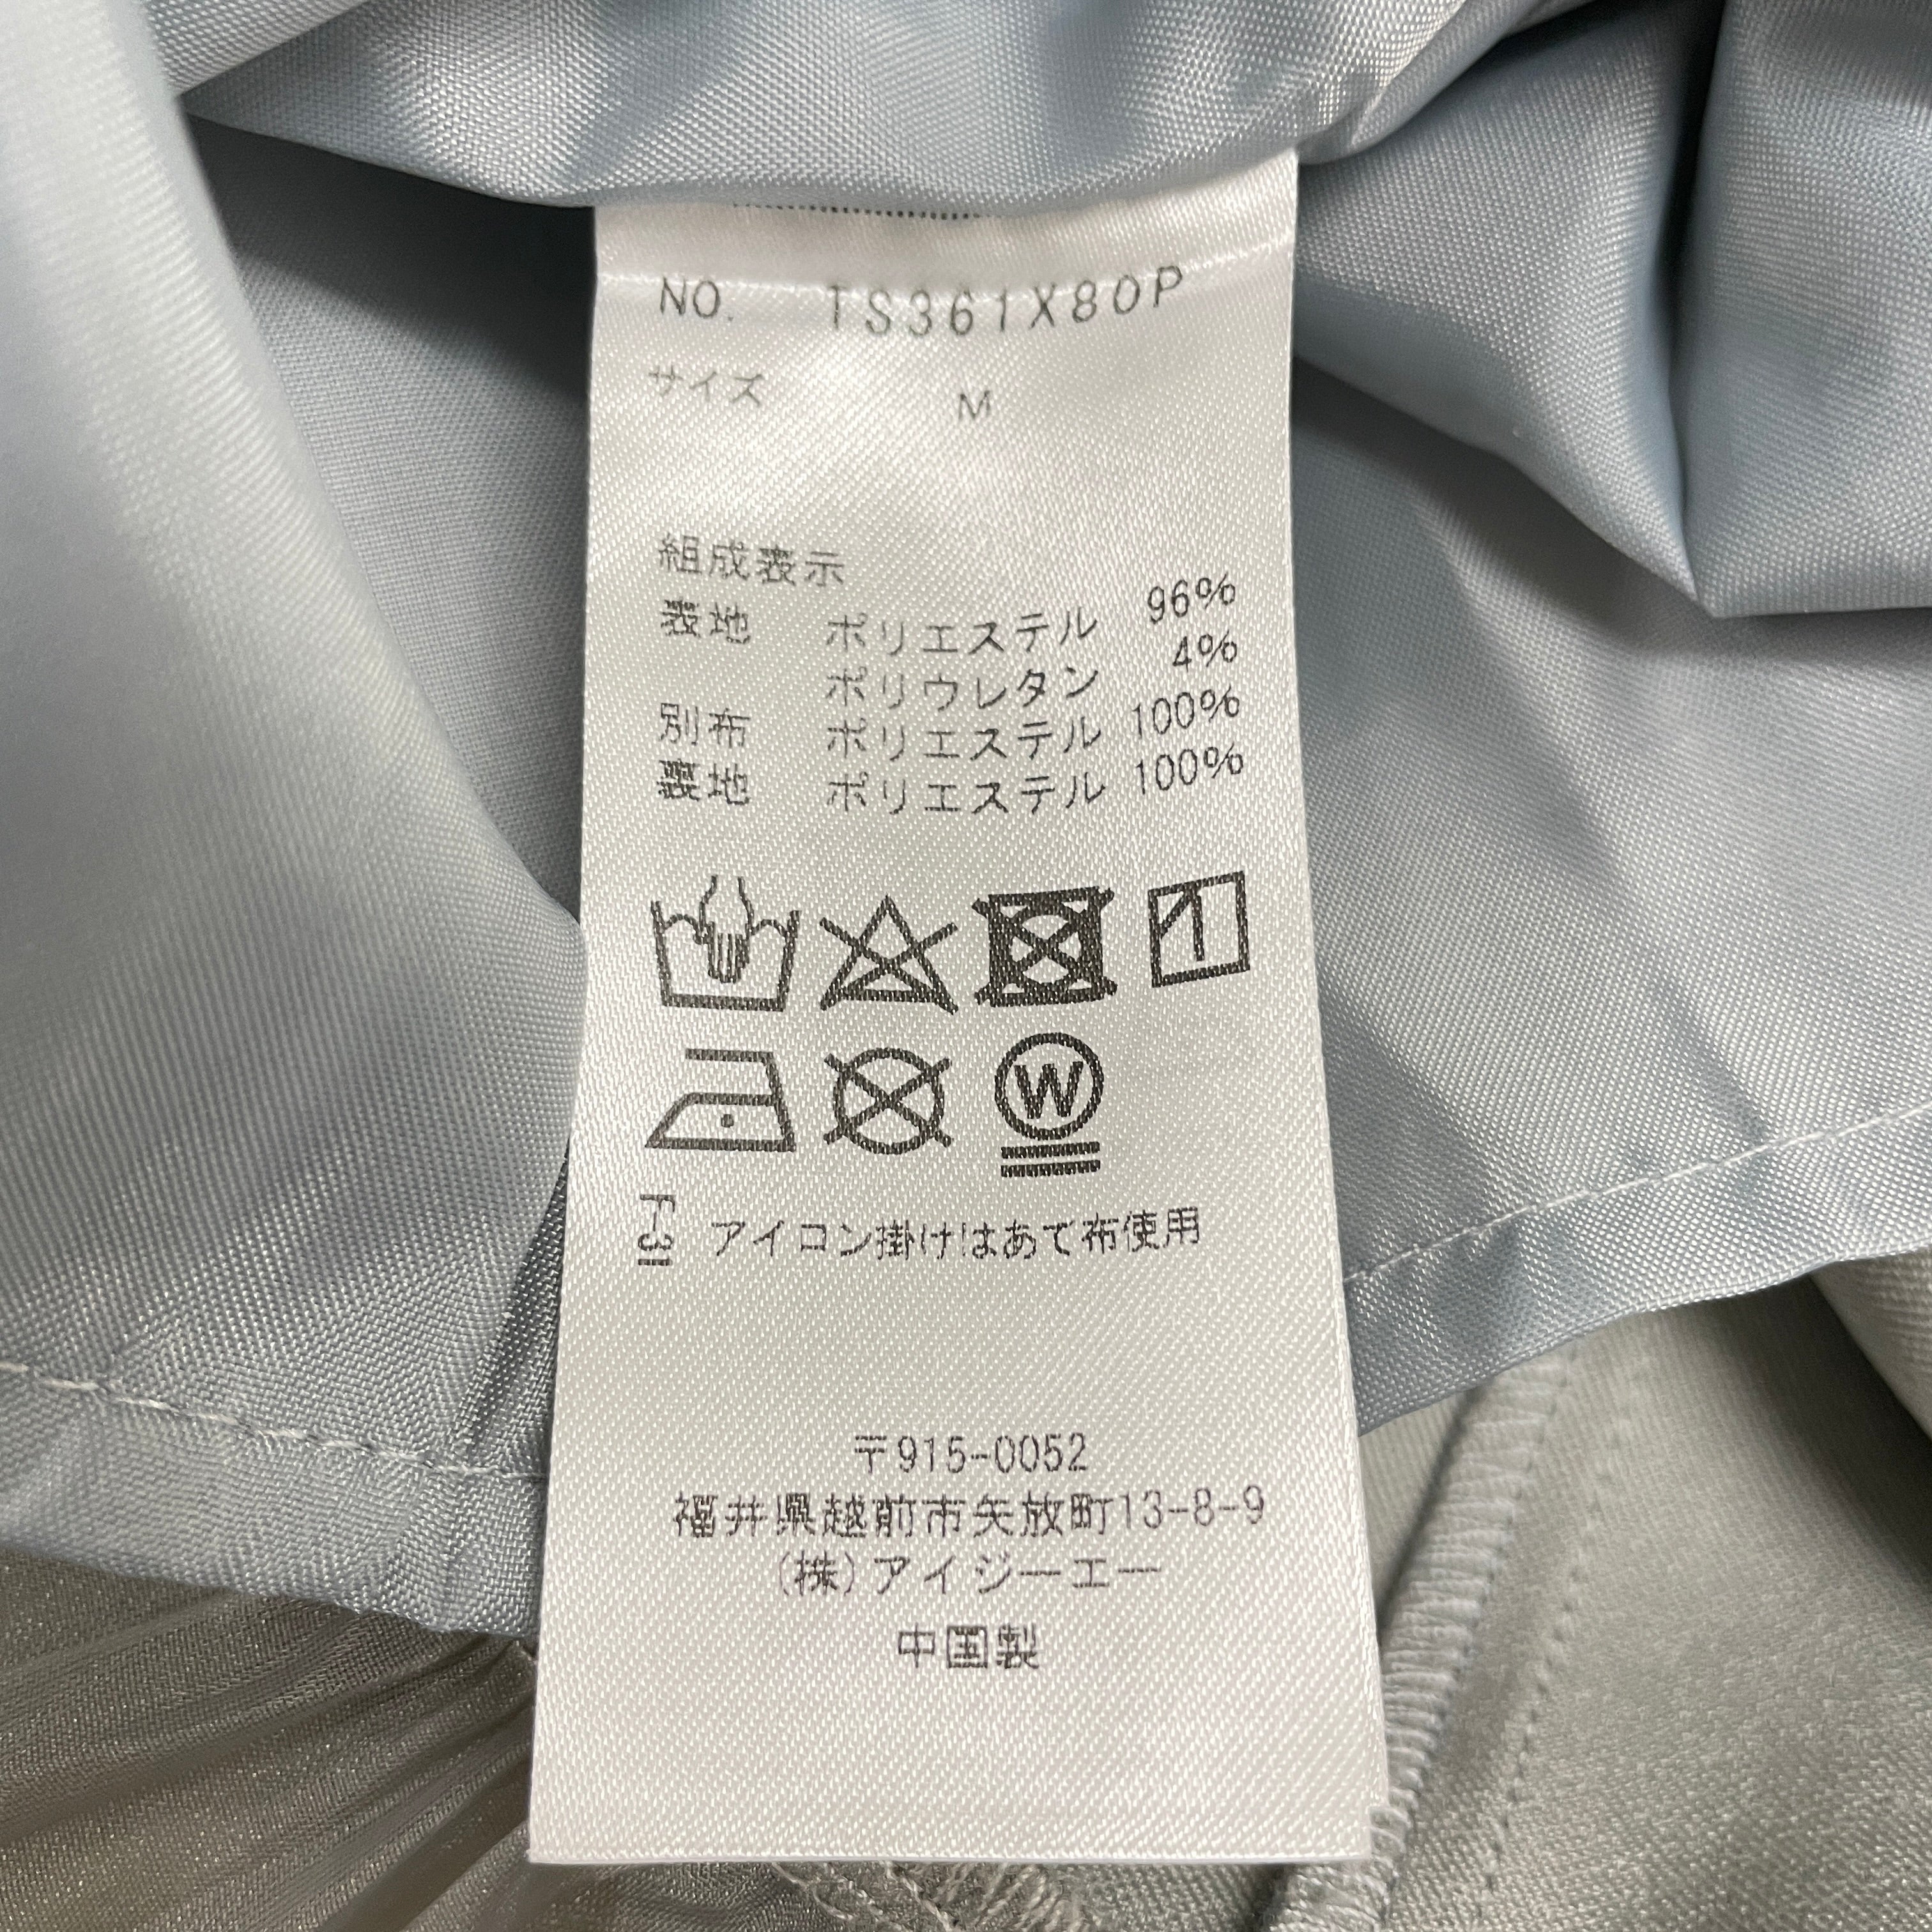 NO. TS361X80P
サイズ M
組成表示
表地 ポリエステル 96%
ポリウレタン 4%
別布 ポリエステル 100%
裏地 ポリエステル 100%
W
F-31 アイロン掛けはあて布使用
〒915-0052
福井県越前市矢放町13-8-9
(株)アイジーエー
中国製